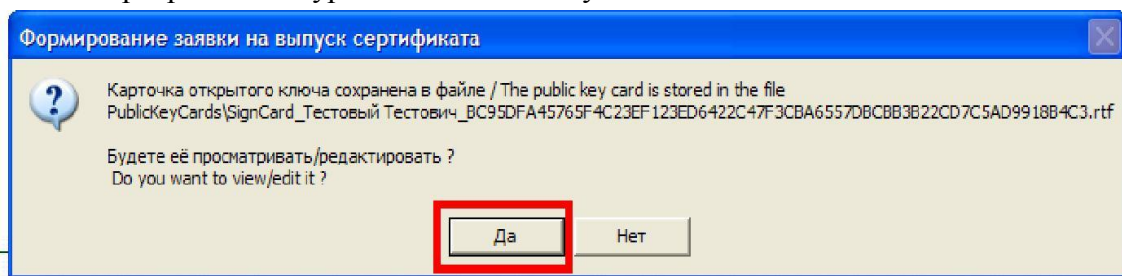 Формирование заявки на выпуск сертификата
Карточка открытого ключа сохранена в файле / The public key card is stored in the file
PublicKeyCards\SignCard_Тестовый Тестович_BC95DFA45765F4C23EF123ED6422C47F3CBA6557DBCBB3B22CD7C5AD9918B4C3.rtf
Будете её просматривать/редактировать ?
Do you want to view/edit it ?
Да
Нет